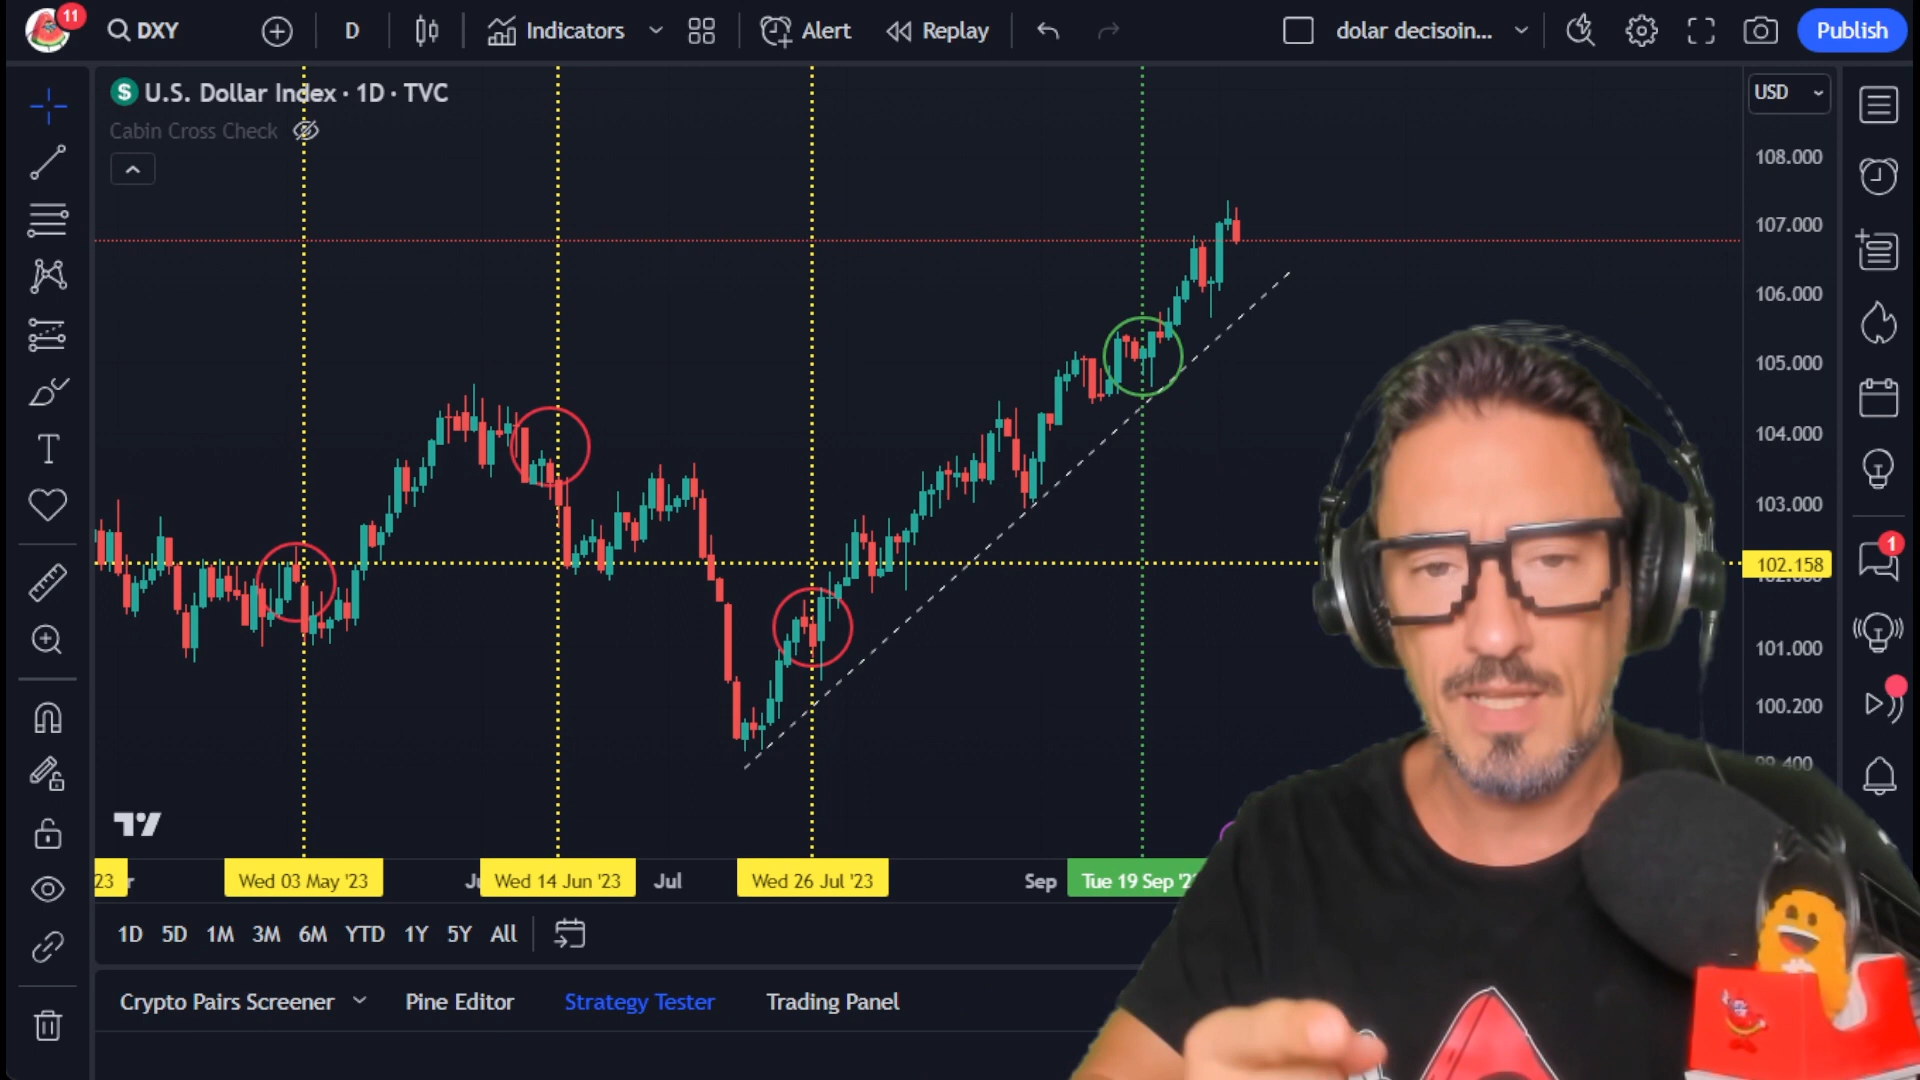 11
DXY
D
Indicators
Alert
Replay
dolar decisoin...
Publish
$ U.S. Dollar Index · 1D · TVC
USD
Cabin Cross Check
108.000
107.000
106.000
105.000
104.000
103.000
102.158
101.000
100.200
99.400
1
23
Wed 03 May '23
Wed 14 Jun '23
Jul
Wed 26 Jul '23
Sep
Tue 19 Sep '2
1D 5D 1M 3M 6M YTD 1Y 5Y All
Crypto Pairs Screener
Pine Editor
Strategy Tester
Trading Panel